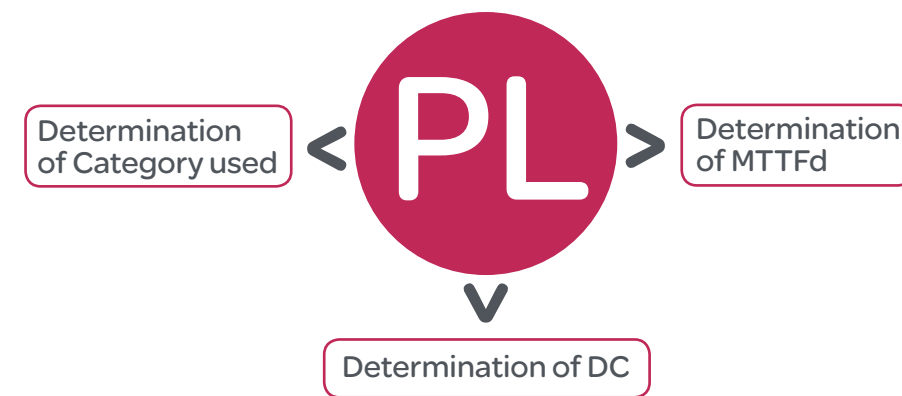 PL
Determination
of Category used
Determination
of MTTFd
Determination of DC